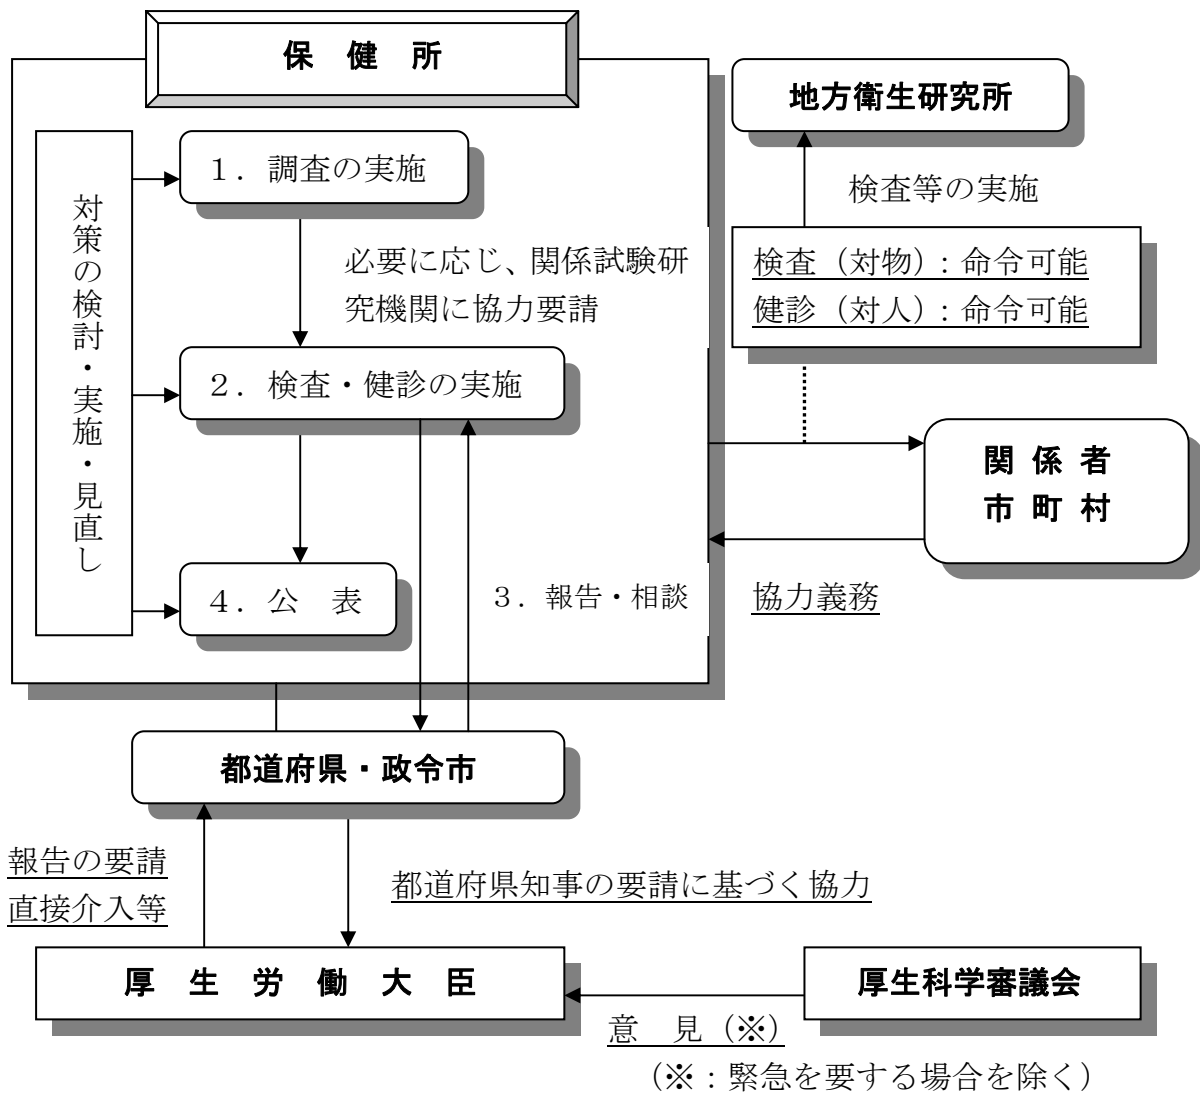 保 健 所
地方衛生研究所
１．調査の実施
検査等の実施
対策の検討・実施・見直し
必要に応じ、関係試験研
究機関に協力要請
検査（対物）：命令可能
健診（対人）：命令可能
２．検査・健診の実施
関 係 者
市 町 村
４．公　表
３．報告・相談
協力義務
都道府県・政令市
報告の要請
直接介入等
都道府県知事の要請に基づく協力
厚 生 労 働 大 臣
厚生科学審議会
意　見（※）
（※：緊急を要する場合を除く）